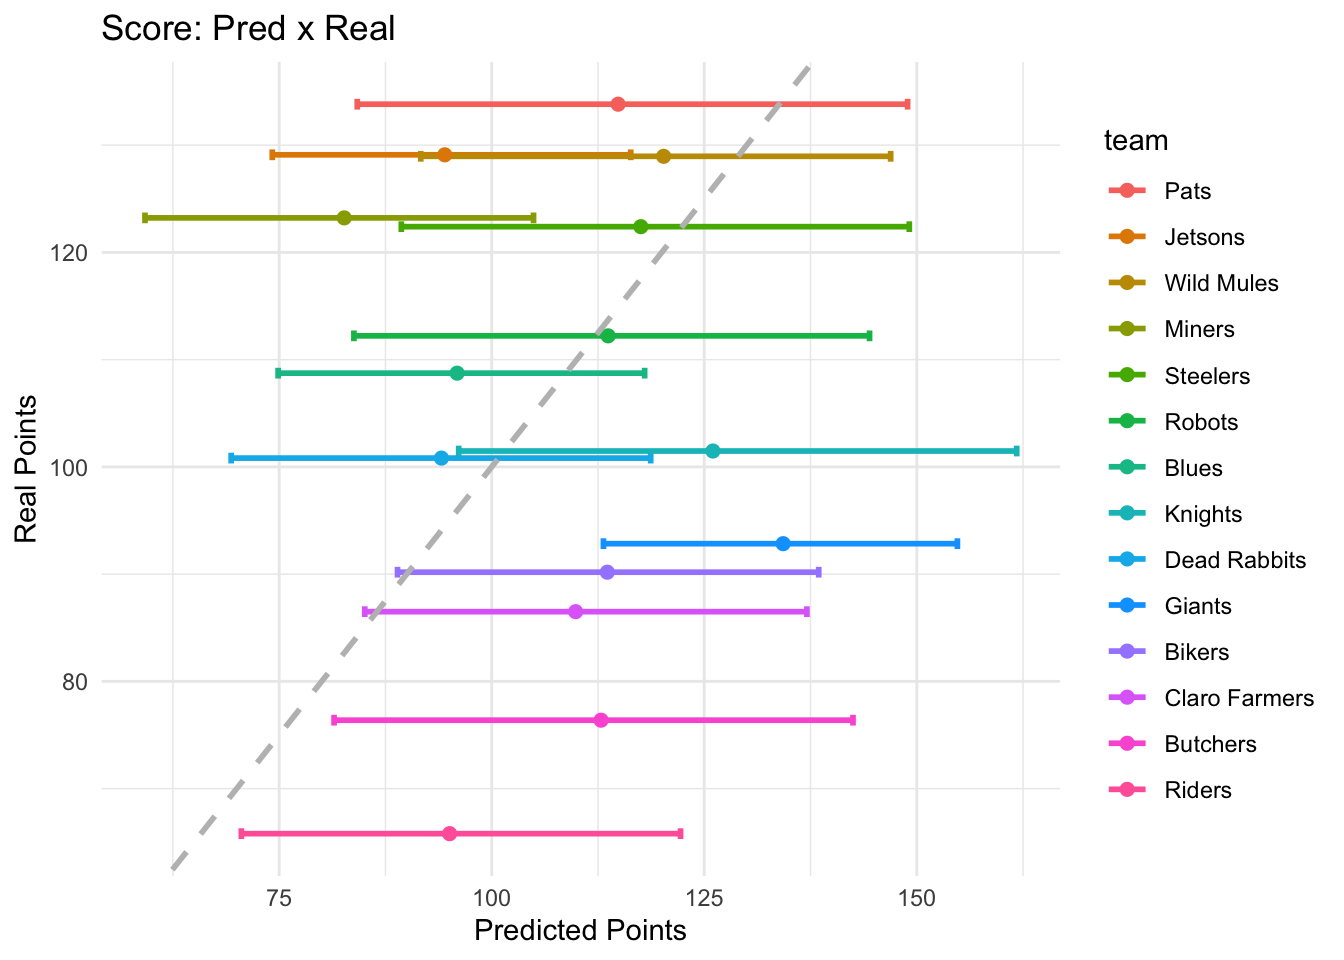 Score: Pred x Real
Real Points
120
100
80
75
100
125
150
Predicted Points
team
Pats
Jetsons
Wild Mules
Miners
Steelers
Robots
Blues
Knights
Dead Rabbits
Giants
Bikers
Claro Farmers
Butchers
Riders